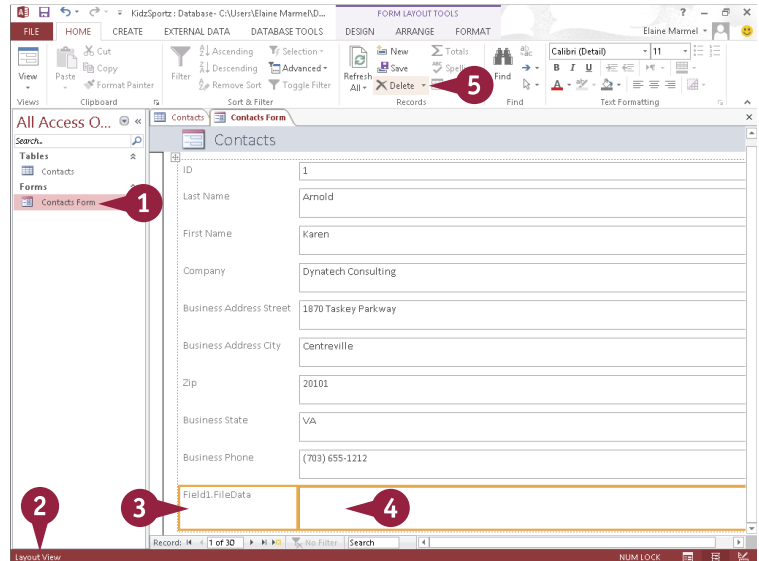 KidzSportz : Database- C:\Users\Elaine Marmel\D...
FORM LAYOUT TOOLS
FILE HOME CREATE EXTERNAL DATA DATABASE TOOLS DESIGN ARRANGE FORMAT Elaine Marmel
View
Views
Paste
Cut
Copy
Format Painter
Clipboard
Filter
Ascending
Descending
Remove Sort
Selection
Advanced
Toggle Filter
Sort & Filter
Refresh
All
New
Save
Delete
Totals
Records
5
Find
Find
Calibri (Detail) 11
B I U
Text Formatting
All Access O...
Search..
Tables
Contacts
Forms
Contacts Form
1
Contacts Contacts Form
Contacts
ID 1
Last Name Arnold
First Name Karen
Company Dynatech Consulting
Business Address Street 1870 Taskey Parkway
Business Address City Centreville
Zip 20101
Business State VA
Business Phone (703) 655-1212
Field1.FileData
3
4
2
Record: 1 of 30 No Filter Search
Layout View NUM LOCK